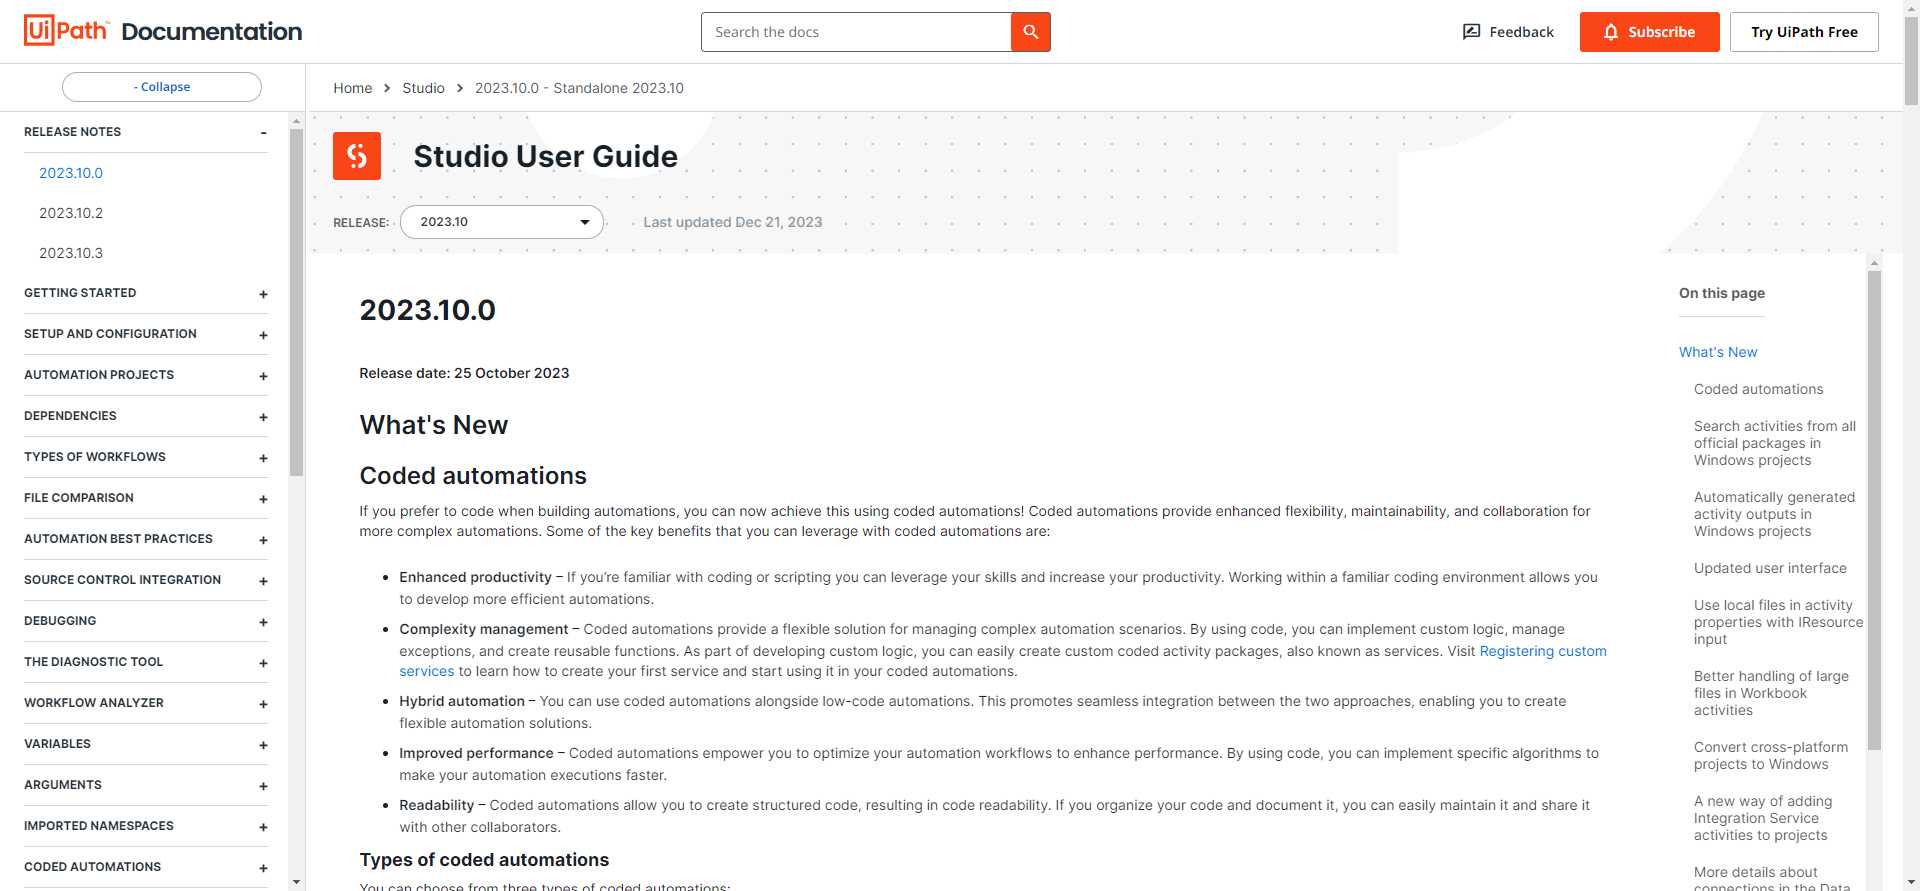 UiPath™ Documentation
Search the docs
Feedback
Subscribe
Try UiPath Free
- Collapse
Home > Studio > 2023.10.0 - Standalone 2023.10
RELEASE NOTES -
2023.10.0
2023.10.2
2023.10.3
GETTING STARTED +
SETUP AND CONFIGURATION +
AUTOMATION PROJECTS +
DEPENDENCIES +
TYPES OF WORKFLOWS +
FILE COMPARISON +
AUTOMATION BEST PRACTICES +
SOURCE CONTROL INTEGRATION +
DEBUGGING +
THE DIAGNOSTIC TOOL +
WORKFLOW ANALYZER +
VARIABLES +
ARGUMENTS +
IMPORTED NAMESPACES +
CODED AUTOMATIONS +
Studio User Guide
RELEASE: 2023.10
Last updated Dec 21, 2023
2023.10.0
Release date: 25 October 2023
What's New
Coded automations
If you prefer to code when building automations, you can now achieve this using coded automations! Coded automations provide enhanced flexibility, maintainability, and collaboration for
more complex automations. Some of the key benefits that you can leverage with coded automations are:
• Enhanced productivity – If you’re familiar with coding or scripting you can leverage your skills and increase your productivity. Working within a familiar coding environment allows you
to develop more efficient automations.
• Complexity management – Coded automations provide a flexible solution for managing complex automation scenarios. By using code, you can implement custom logic, manage
exceptions, and create reusable functions. As part of developing custom logic, you can easily create custom coded activity packages, also known as services. Visit Registering custom
services to learn how to create your first service and start using it in your coded automations.
• Hybrid automation – You can use coded automations alongside low-code automations. This promotes seamless integration between the two approaches, enabling you to create
flexible automation solutions.
• Improved performance – Coded automations empower you to optimize your automation workflows to enhance performance. By using code, you can implement specific algorithms to
make your automation executions faster.
• Readability – Coded automations allow you to create structured code, resulting in code readability. If you organize your code and document it, you can easily maintain it and share it
with other collaborators.
Types of coded automations
You can choose from three types of coded automations:
On this page
What's New
Coded automations
Search activities from all
official packages in
Windows projects
Automatically generated
activity outputs in
Windows projects
Updated user interface
Use local files in activity
properties with IResource
input
Better handling of large
files in Workbook
activities
Convert cross-platform
projects to Windows
A new way of adding
Integration Service
activities to projects
More details about
connections in the Data